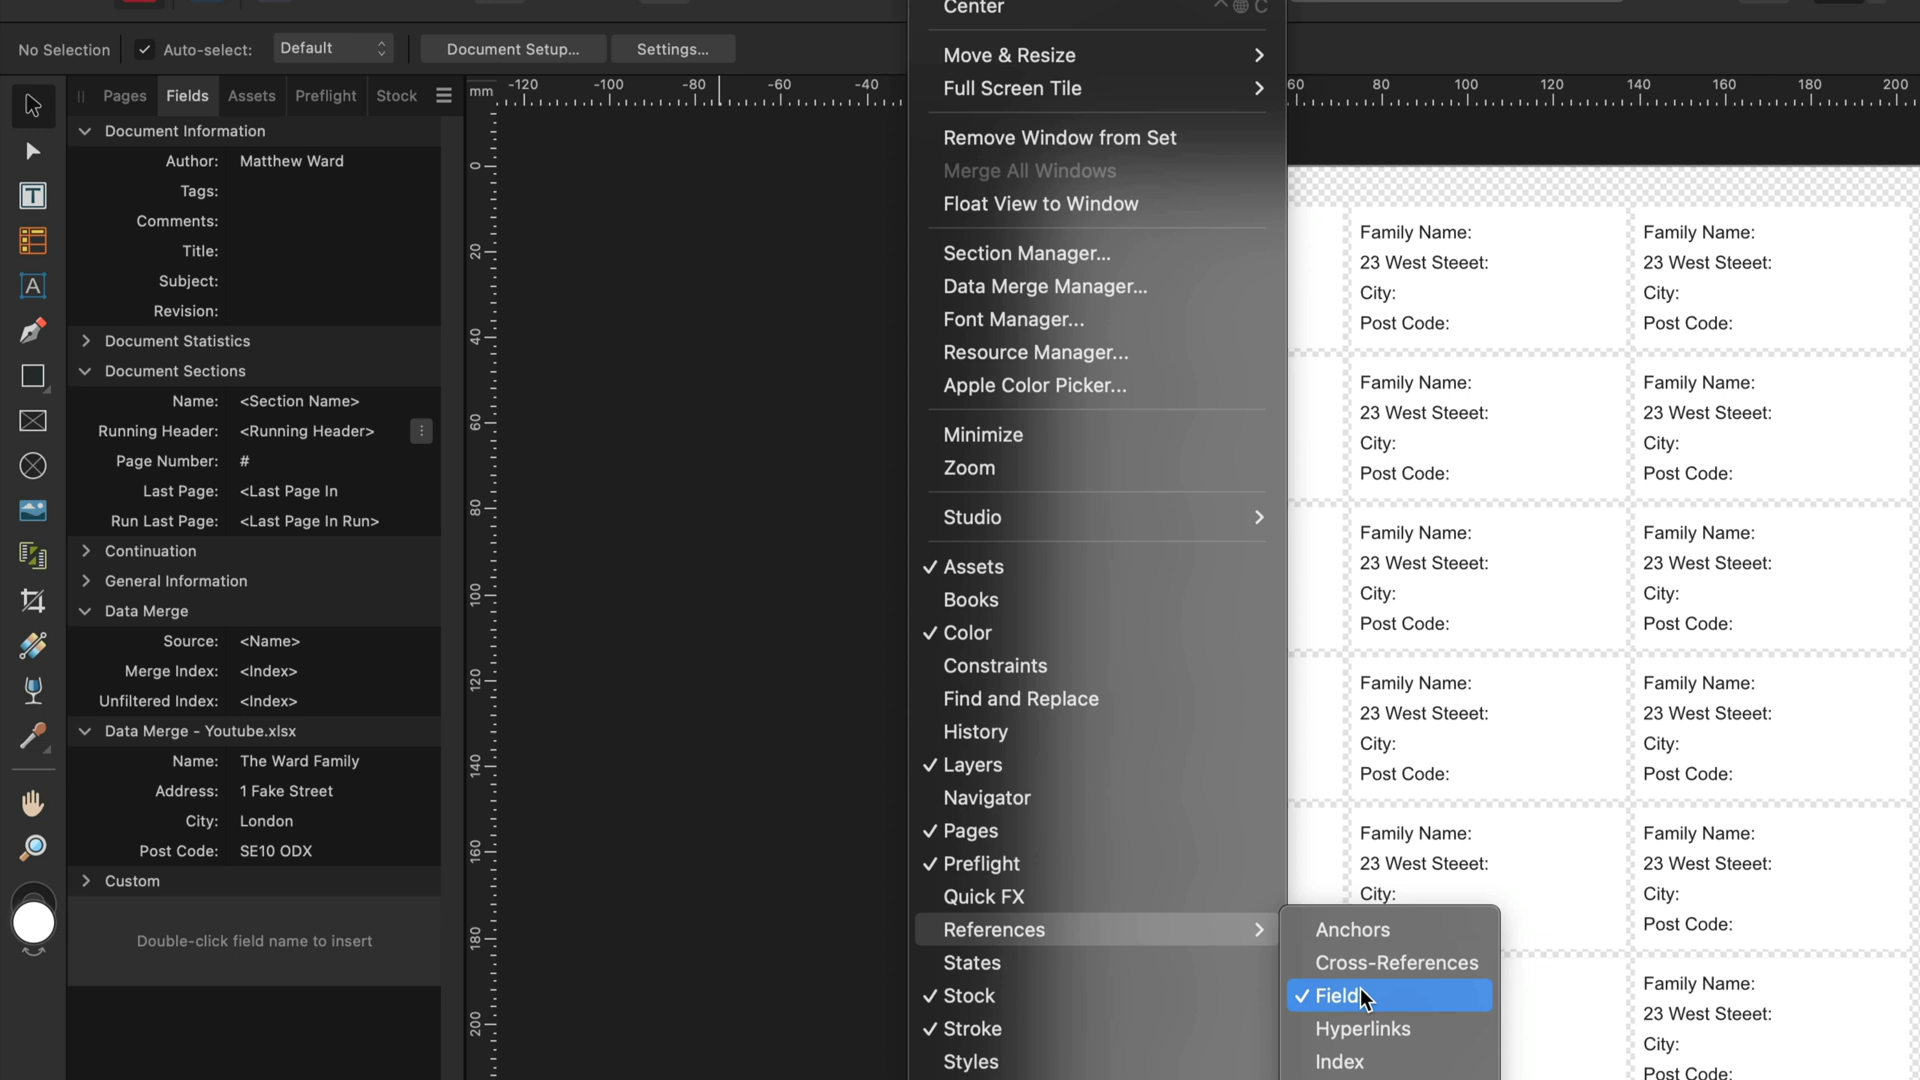 Center
C
No Selection
Auto-select:
Default
Document Setup...
Settings...
Pages
Fields
Assets
Preflight
Stock
mm
-120
-100
-80
-60
-40
60
80
100
120
140
160
180
200
Document Information
Author: Matthew Ward
Tags:
Comments:
Title:
Subject:
Revision:
Document Statistics
Document Sections
Name: <Section Name>
Running Header: <Running Header>
Page Number: #
Last Page: <Last Page In
Run Last Page: <Last Page In Run>
Continuation
General Information
Data Merge
Source: <Name>
Merge Index: <Index>
Unfiltered Index: <Index>
Data Merge - Youtube.xlsx
Name: The Ward Family
Address: 1 Fake Street
City: London
Post Code: SE10 ODX
Custom
Double-click field name to insert
0
20
40
60
80
100
120
140
160
180
200
Move & Resize
Full Screen Tile
Remove Window from Set
Merge All Windows
Float View to Window
Section Manager...
Data Merge Manager...
Font Manager...
Resource Manager...
Apple Color Picker...
Minimize
Zoom
Studio
Assets
Books
Color
Constraints
Find and Replace
History
Layers
Navigator
Pages
Preflight
Quick FX
References
States
Stock
Stroke
Styles
Anchors
Cross-References
Field
Hyperlinks
Index
Family Name:
23 West Steeet:
City:
Post Code:
Family Name:
23 West Steeet:
City:
Post Code:
Family Name:
23 West Steeet:
City:
Post Code:
Family Name:
23 West Steeet:
City:
Post Code:
Family Name:
23 West Steeet:
City:
Post Code:
Family Name:
23 West Steeet:
City:
Post Code:
Family Name:
23 West Steeet:
City:
Post Code:
Family Name:
23 West Steeet:
City:
Post Code:
Family Name:
23 West Steeet:
City:
Family Name:
23 West Steeet:
City:
Post Code:
Family Name:
23 West Steeet:
City:
Post Code: